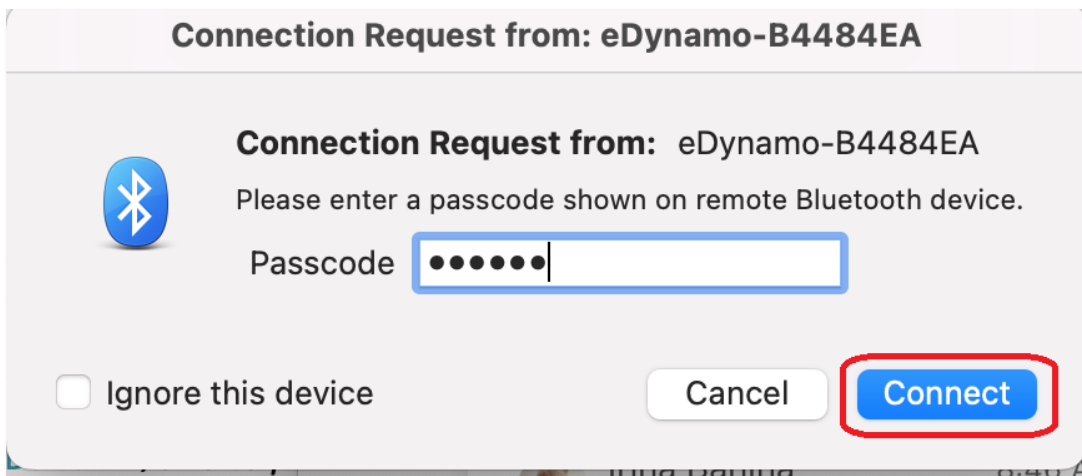 Connection Request from: eDynamo-B4484EA
Connection Request from: eDynamo-B4484EA
Please enter a passcode shown on remote Bluetooth device.
Passcode ••••••
Ignore this device
Cancel
Connect